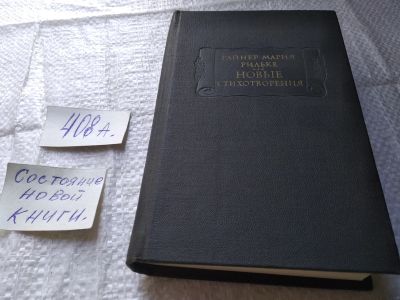 РАЙНЕР МАРИЯ
РИЛЬКЕ
НОВЫЕ
СТИХОТВОРЕНИЯ
408 А.
Состояние
новой
книги.